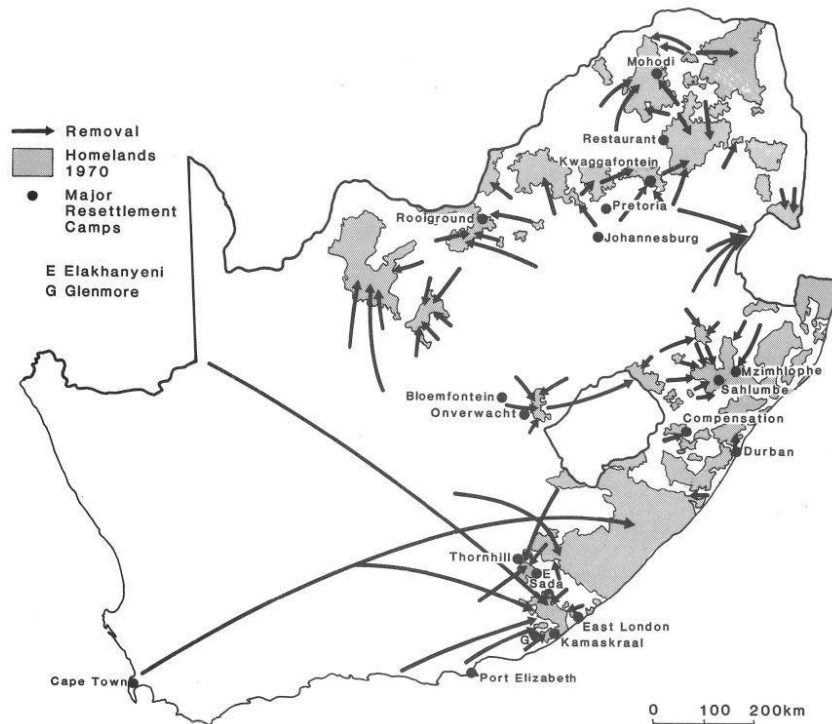 Removal
Homelands
1970
Major
Resettlement
Camps
E Elakhanyeni
G Glenmore
Mohodi
Restaurant
Kwaggafontein
Pretoria
Rooiground
Johannesburg
Mzimhlophe
Sahlumbe
Bloemfontein
Onverwacht
Compensation
Durban
Thornhill
E
Sada
East London
G
Kamaskraal
Cape Town
Port Elizabeth
0 100 200km